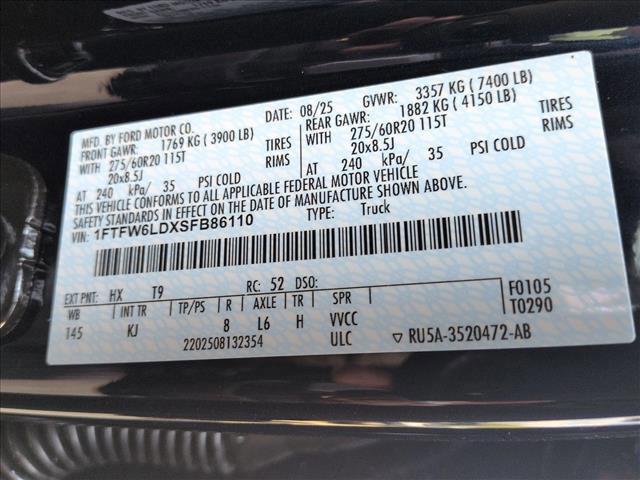 MFD. BY FORD MOTOR CO.
DATE: 08/25 GVWR: 3357 KG ( 7400 LB)
FRONT GAWR: 1769 KG ( 3900 LB) REAR GAWR: 1882 KG ( 4150 LB)
WITH 275/60R20 115T TIRES WITH 275/60R20 115T TIRES
20x8.5J RIMS 20x8.5J RIMS
AT 240 kPa/ 35 PSI COLD AT 240 kPa/ 35 PSI COLD
THIS VEHICLE CONFORMS TO ALL APPLICABLE FEDERAL MOTOR VEHICLE
SAFETY STANDARDS IN EFFECT ON THE DATE OF MANUFACTURE SHOWN ABOVE.
VIN: 1FTFW6LDXSFB86110 TYPE: Truck
F0105
T0290
EXT PNT: HX T9 RC: 52 DSO:
WB INT TR TP/PS R AXLE TR SPR
145 KJ 8 L6 H VVCC
2202508132354 ULC ▽ RU5A-3520472-AB